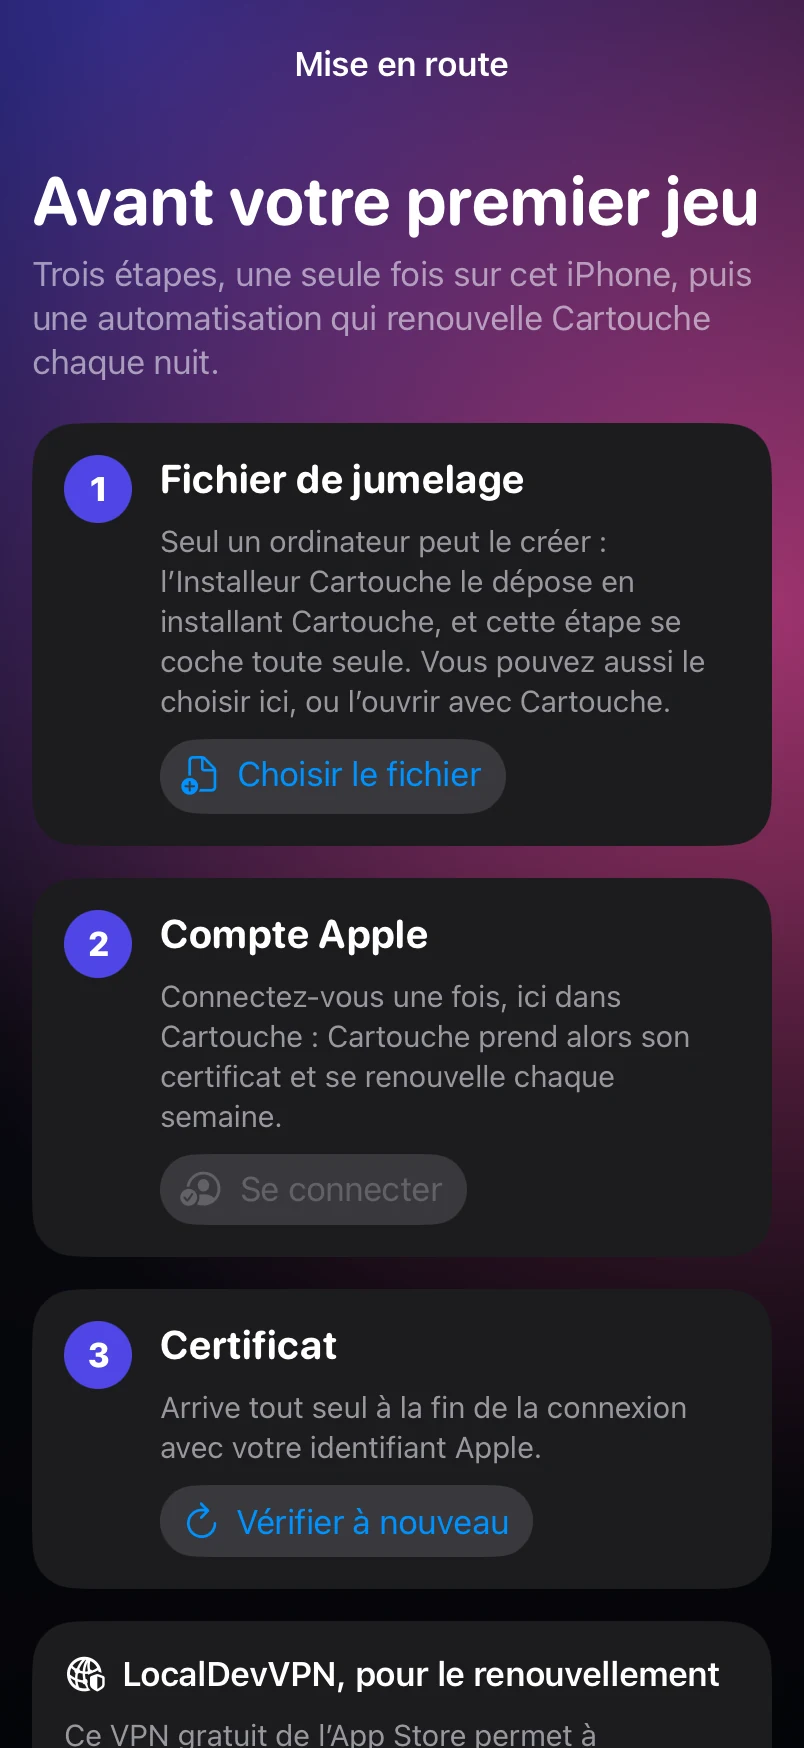 Mise en route
Avant votre premier jeu
Trois étapes, une seule fois sur cet iPhone, puis
une automatisation qui renouvelle Cartouche
chaque nuit.
1
Fichier de jumelage
Seul un ordinateur peut le créer :
l’Installeur Cartouche le dépose en
installant Cartouche, et cette étape se
coche toute seule. Vous pouvez aussi le
choisir ici, ou l’ouvrir avec Cartouche.
Choisir le fichier
2
Compte Apple
Connectez-vous une fois, ici dans
Cartouche : Cartouche prend alors son
certificat et se renouvelle chaque
semaine.
Se connecter
3
Certificat
Arrive tout seul à la fin de la connexion
avec votre identifiant Apple.
Vérifier à nouveau
LocalDevVPN, pour le renouvellement
Ce VPN gratuit de l’App Store permet à